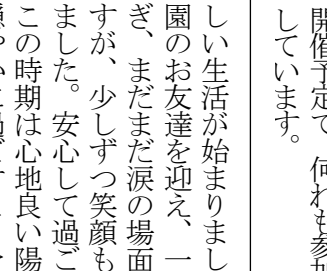 開催予定で、何れも参加
しています。
しい生活が始まりまし
園のお友達を迎え、一
ぎ、まだまだ涙の場面
すが、少しずつ笑顔も
ました。安心して過ご
この時期は心地良い陽